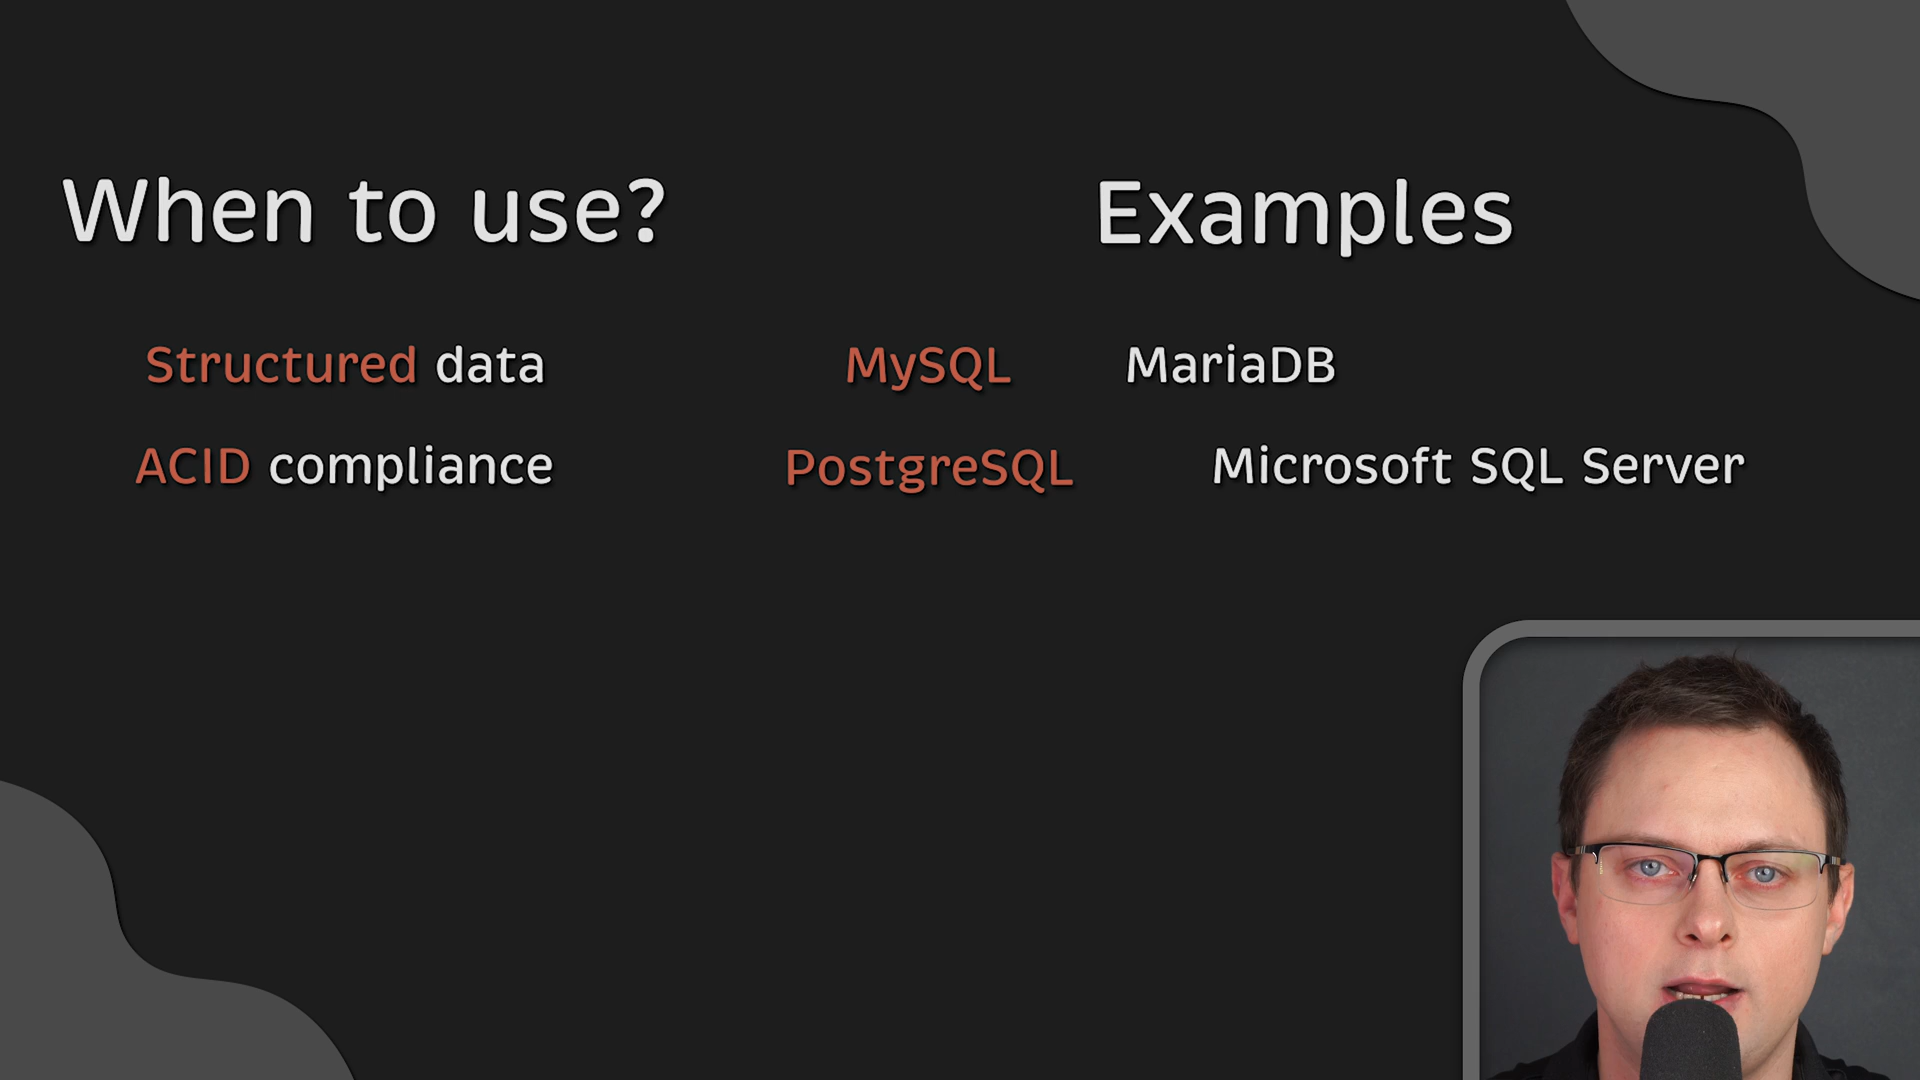 When to use?
Structured data
ACID compliance
Examples
MySQL
MariaDB
PostgreSQL
Microsoft SQL Server